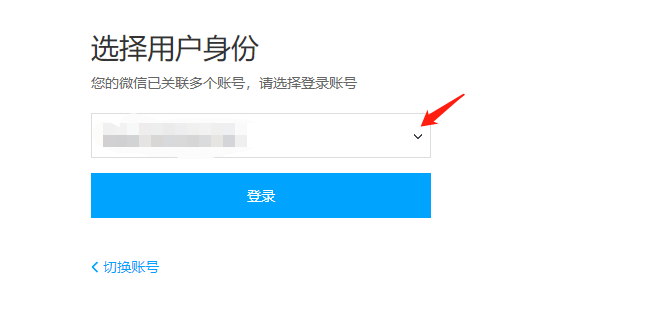 选择用户身份
您的微信已关联多个账号，请选择登录账号
登录
切换账号